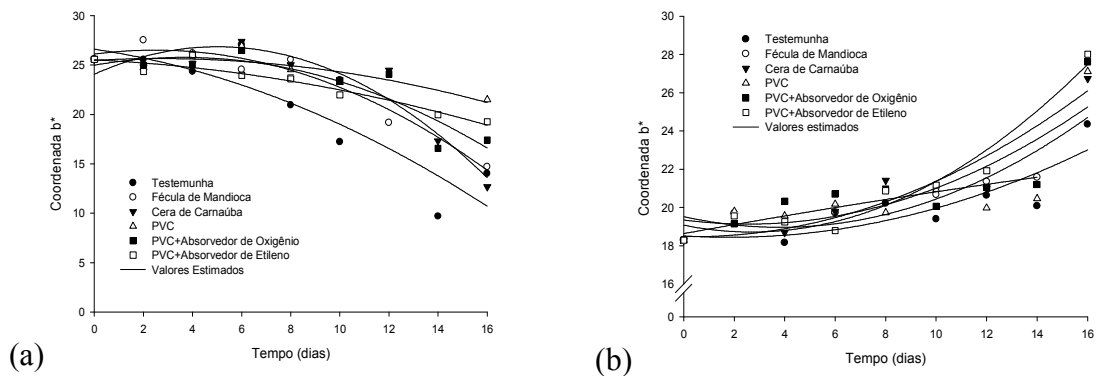 30
25
20
15
10
5
0
Coordenada b*
Testemunha
Fécula de Mandioca
Cera de Carnaúba
PVC
PVC+Absorvedor de Oxigênio
PVC+Absorvedor de Etileno
Valores Estimados
0 2 4 6 8 10 12 14 16
Tempo (dias)
(a)
30
28
26
24
22
20
18
16
0
Coordenada b*
Testemunha
Fécula de Mandioca
Cera de Carnaúba
PVC
PVC+Absorvedor de Oxigênio
PVC+Absorvedor de Etileno
Valores estimados
0 2 4 6 8 10 12 14 16
Tempo (dias)
(b)